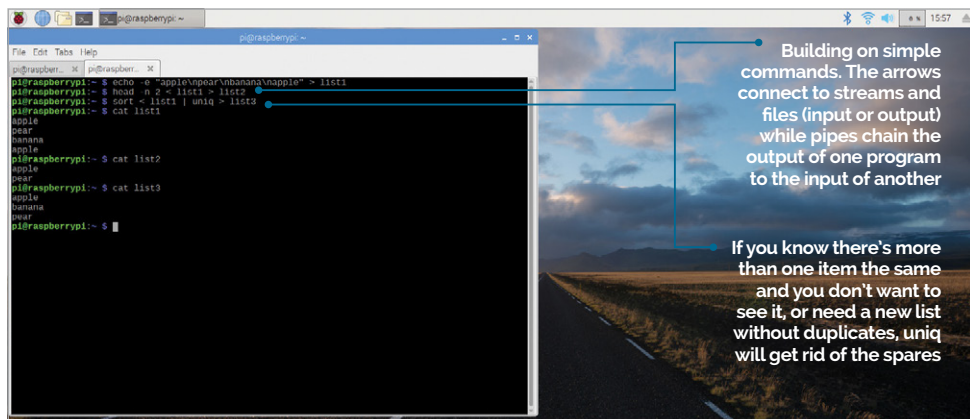 pi@raspberrypi: ~
8 %
15:57
pi@raspberrypi: ~
File Edit Tabs Help
pi@raspberr... pi@raspberr...
pi@raspberrypi:~ $ echo -e "apple\npear\nbanana\napple" > list1
pi@raspberrypi:~ $ head -n 2 < list1 > list2
pi@raspberrypi:~ $ sort < list1 | uniq > list3
pi@raspberrypi:~ $ cat list1
apple
pear
banana
apple
pi@raspberrypi:~ $ cat list2
apple
pear
pi@raspberrypi:~ $ cat list3
apple
banana
pear
pi@raspberrypi:~ $
Building on simple
commands. The arrows
connect to streams and
files (input or output)
while pipes chain the
output of one program
to the input of another
If you know there's more
than one item the same
and you don't want to
see it, or need a new list
without duplicates, uniq
will get rid of the spares